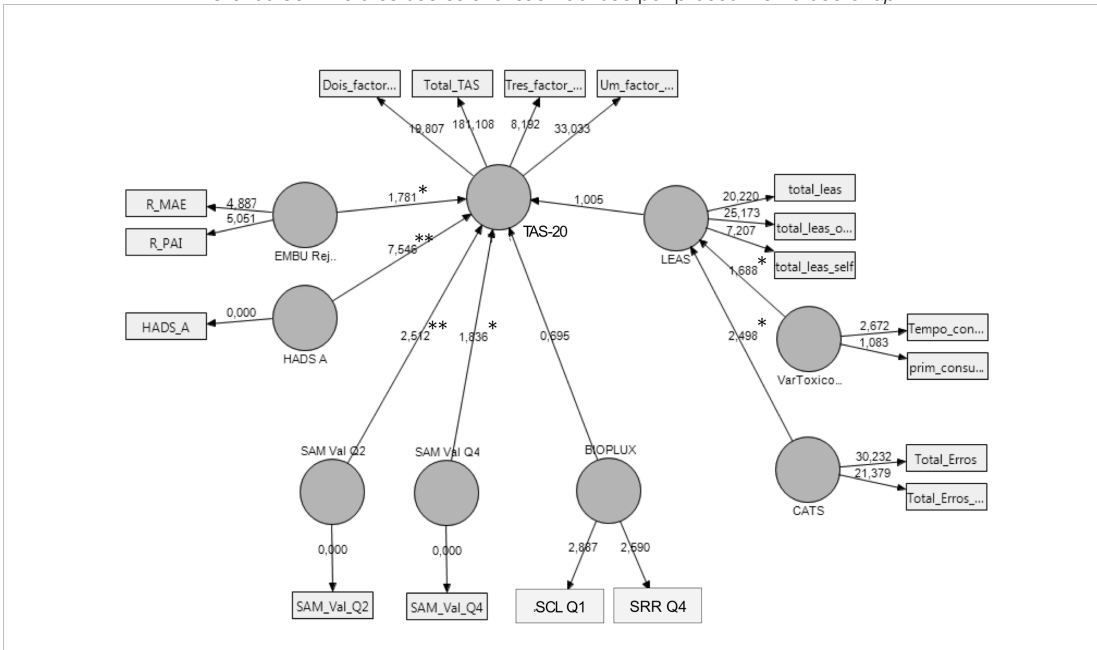 Dois_factor...
Total_TAS
Tres_factor_...
Um_factor_...
19,807
181,108
8,192
33,033
R_MAE
4,887
5,051
R_PAI
EMBU Rej..
1,781 *
TAS-20
1,005
LEAS
20,220
total_leas
25,173
total_leas_o...
7,207
total_leas_self
7,548 **
HADS_A
0,000
HADS A
1,688 *
2,498 *
VarToxico...
2,672
Tempo_con...
1,083
prim_consu...
2,512 **
1,836 *
0,695
SAM Val Q2
SAM Val Q4
BIOPLUX
CATS
30,232
Total_Erros
21,379
Total_Erros_...
0,000
0,000
2,887
2,590
SAM_Val_Q2
SAM_Val_Q4
.SCL Q1
SRR Q4